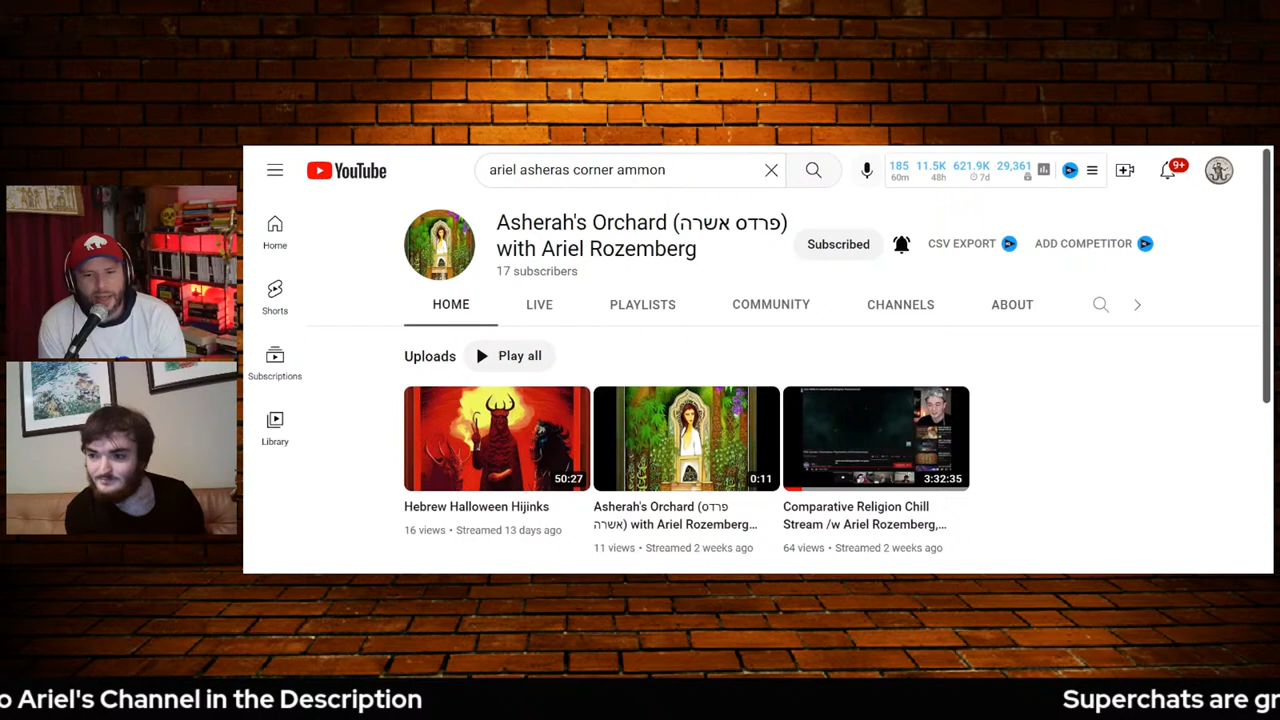 YouTube
ariel asheras corner ammon
185 11.5K 621.9K 29,361
60m 48h 7d
9+
Home
Shorts
Subscriptions
Library
Asherah's Orchard (פרדס אשרה)
with Ariel Rozemberg
17 subscribers
Subscribed
CSV EXPORT
ADD COMPETITOR
HOME LIVE PLAYLISTS COMMUNITY CHANNELS ABOUT
Uploads Play all
50:27
0:11
3:32:35
Hebrew Halloween Hijinks
16 views • Streamed 13 days ago
Asherah's Orchard (פרדס
אשרה) with Ariel Rozemberg...
11 views • Streamed 2 weeks ago
Comparative Religion Chill
Stream /w Ariel Rozemberg,...
64 views • Streamed 2 weeks ago
o Ariel's Channel in the Description
Superchats are gr